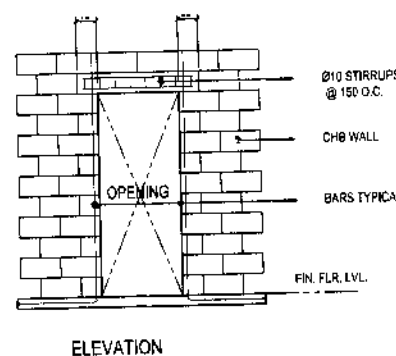 Ø10 STIRRUPS
@ 150 O.C.
CHB WALL
OPENING
BARS TYPICA
FIN. FLR. LVL.
ELEVATION